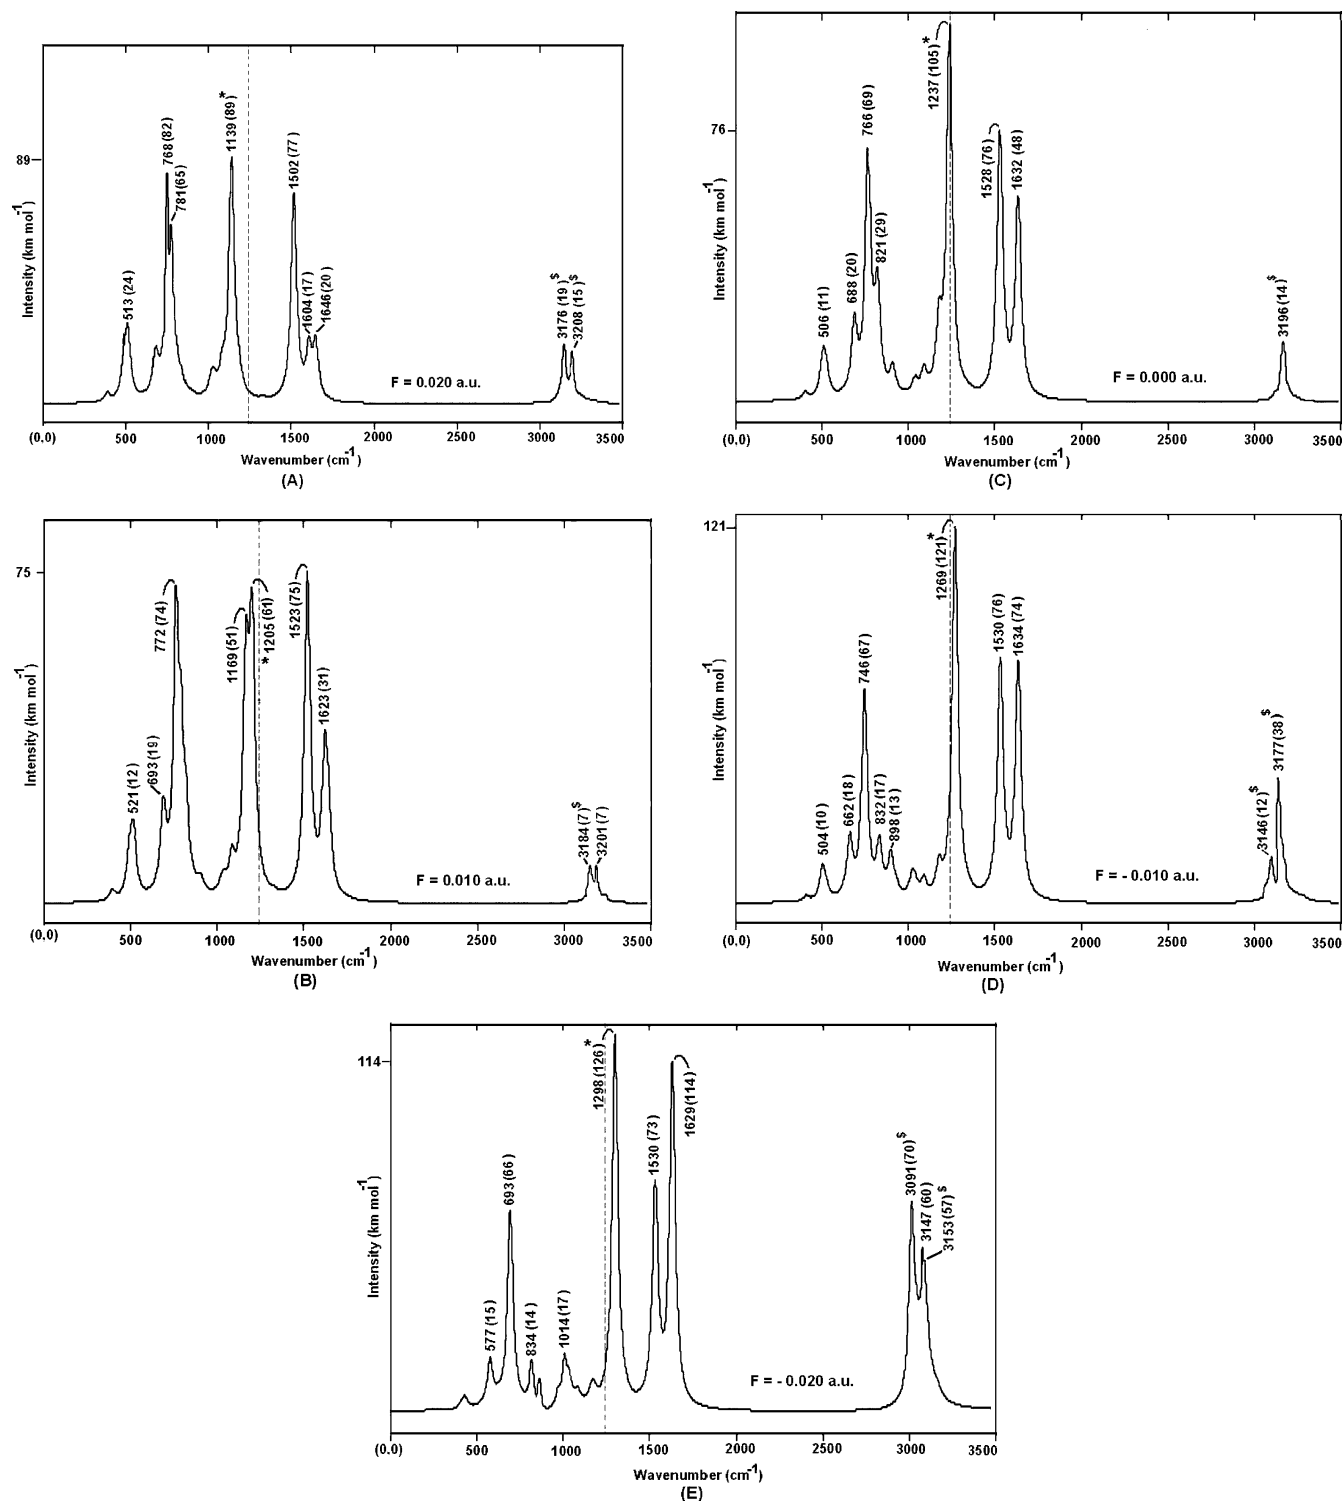 89
Intensity (km mol-1)
513 (24)
768 (82)
781(65)
* 1139 (89)
1502 (77)
1604 (17)
1646 (20)
3176 (19)$
3208 (15)$
F = 0.020 a.u.
(0,0) 500 1000 1500 2000 2500 3000 3500
Wavenumber (cm-1)
(A)
76
Intensity (km mol-1)
506 (11)
688 (20)
766 (69)
821 (29)
* 1237 (105)
1528 (76)
1632 (48)
3196 (14)$
F = 0.000 a.u.
(0.0) 500 1000 1500 2000 2500 3000 3500
Wavenumber (cm-1)
(C)
75
Intensity (km mol-1)
521 (12)
693 (19)
772 (74)
1169 (51)
* 1205 (61)
1523 (75)
1623 (31)
3184 (7)$
3201 (7)
F = 0.010 a.u.
(0,0) 500 1000 1500 2000 2500 3000 3500
Wavenumber (cm-1)
(B)
121
Intensity (km mol-1)
504 (10)
662 (18)
746 (67)
832 (17)
898 (13)
* 1269 (121)
1530 (76)
1634 (74)
3146 (12)$
3177 (38)$
F = - 0.010 a.u.
(0.0) 500 1000 1500 2000 2500 3000 3500
Wavenumber (cm-1)
(D)
114
Intensity (km mol-1)
577 (15)
693 (66)
834 (14)
1014 (17)
* 1298 (126)
1530 (73)
1629 (114)
3091 (70)$
3147 (60)
3153 (57)$
F = - 0.020 a.u.
(0.0) 500 1000 1500 2000 2500 3000 3500
Wavenumber (cm-1)
(E)